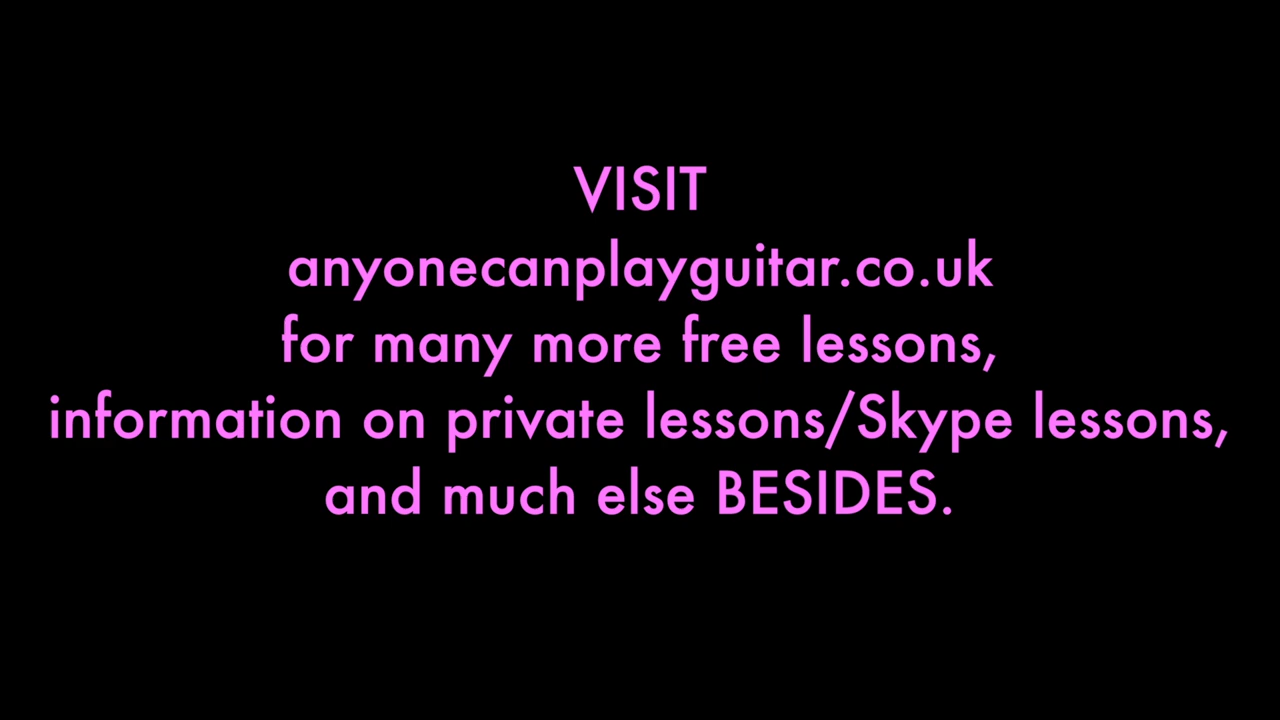 VISIT
anyonecanplayguitar.co.uk
for many more free lessons,
information on private lessons/Skype lessons,
and much else BESIDES.